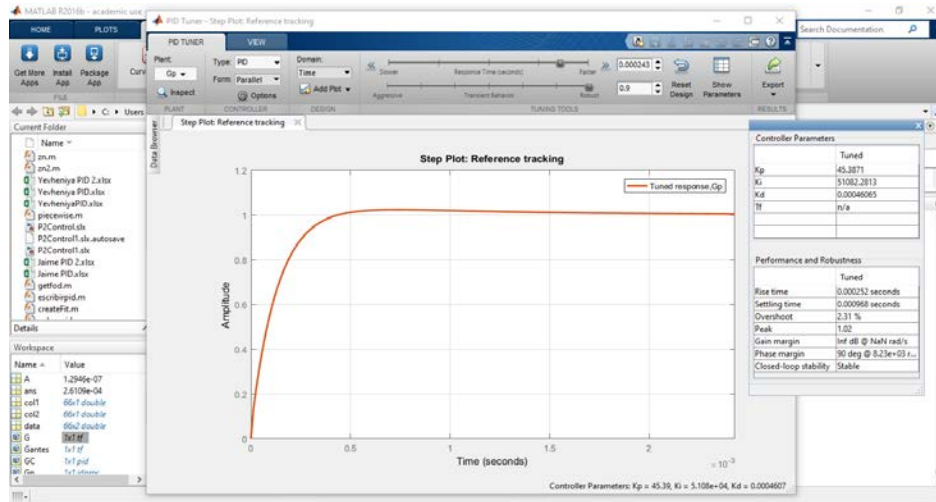 MATLAB R2016b - academic use
PID Tuner - Step Plot: Reference tracking
HOME PLOTS
PID TUNER VIEW
Search Documentation
Get More Apps
Install App
Package App
FILE
Plant:
Gp
Inspect
PLANT
Type: PID
Form: Parallel
Options
CONTROLLER
Domain:
Time
Add Plot
DESIGN
Slower Response Time (seconds) Faster
0.000243
Aggressive Transient Behavior Robust
0.9
TUNING TOOLS
Reset Design
Show Parameters
Export
RESULTS
C: Users
Current Folder
Name
zn.m
zn2.m
Yevheniya PID 2.xlsx
Yevheniya PID.xlsx
YevheniyaPID.xlsx
piecewise.m
P2Control.slx
P2Control1.slx.autosave
P2Control1.slx
Jaime PID 2.xlsx
Jaime PID.xlsx
getfod.m
escribirpid.m
createFit.m
Details
Workspace
Name Value
A 1.2946e-07
ans 2.6109e-04
col1 66x1 double
col2 66x1 double
data 66x2 double
G 1x1 tf
Gantes 1x1 tf
GC 1x1 pid
Data Browser
Step Plot: Reference tracking
Step Plot: Reference tracking
Tuned response,Gp
Amplitude
1.2
1
0.8
0.6
0.4
0.2
0
0 0.5 1 1.5 2
Time (seconds)
×10⁻³
Controller Parameters: Kp = 45.39, Ki = 5.108e+04, Kd = 0.0004607
Controller Parameters
Tuned
Kp 45.3871
Ki 51082.2813
Kd 0.00046065
Tf n/a
Performance and Robustness
Tuned
Rise time 0.000252 seconds
Settling time 0.000968 seconds
Overshoot 2.31 %
Peak 1.02
Gain margin Inf dB @ NaN rad/s
Phase margin 90 deg @ 8.23e+03 r...
Closed-loop stability Stable